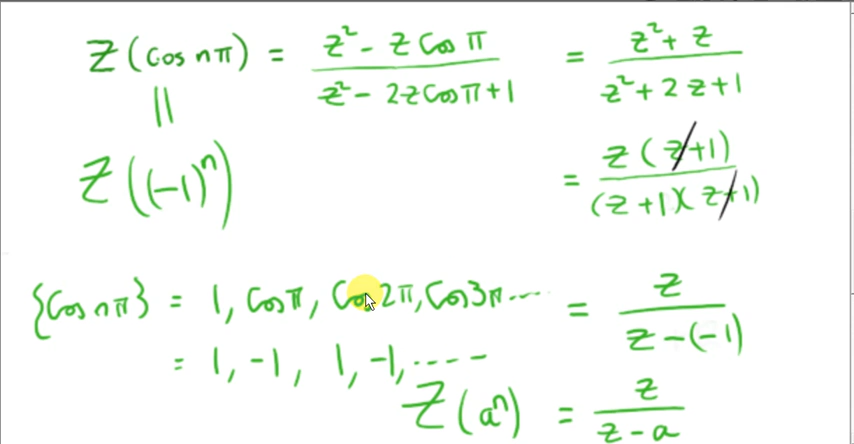 Z(cos nπ) = (z² - z cos π)/(z² - 2z cos π + 1) = (z² + z)/(z² + 2z + 1)
||
Z((-1)ⁿ)
= z(z+1)/((z+1)(z+1))
{cos nπ} = 1, cos π, cos 2π, cos 3π ....
= z/(z-(-1))
= 1, -1, 1, -1, ....
Z(aⁿ) = z/(z-a)